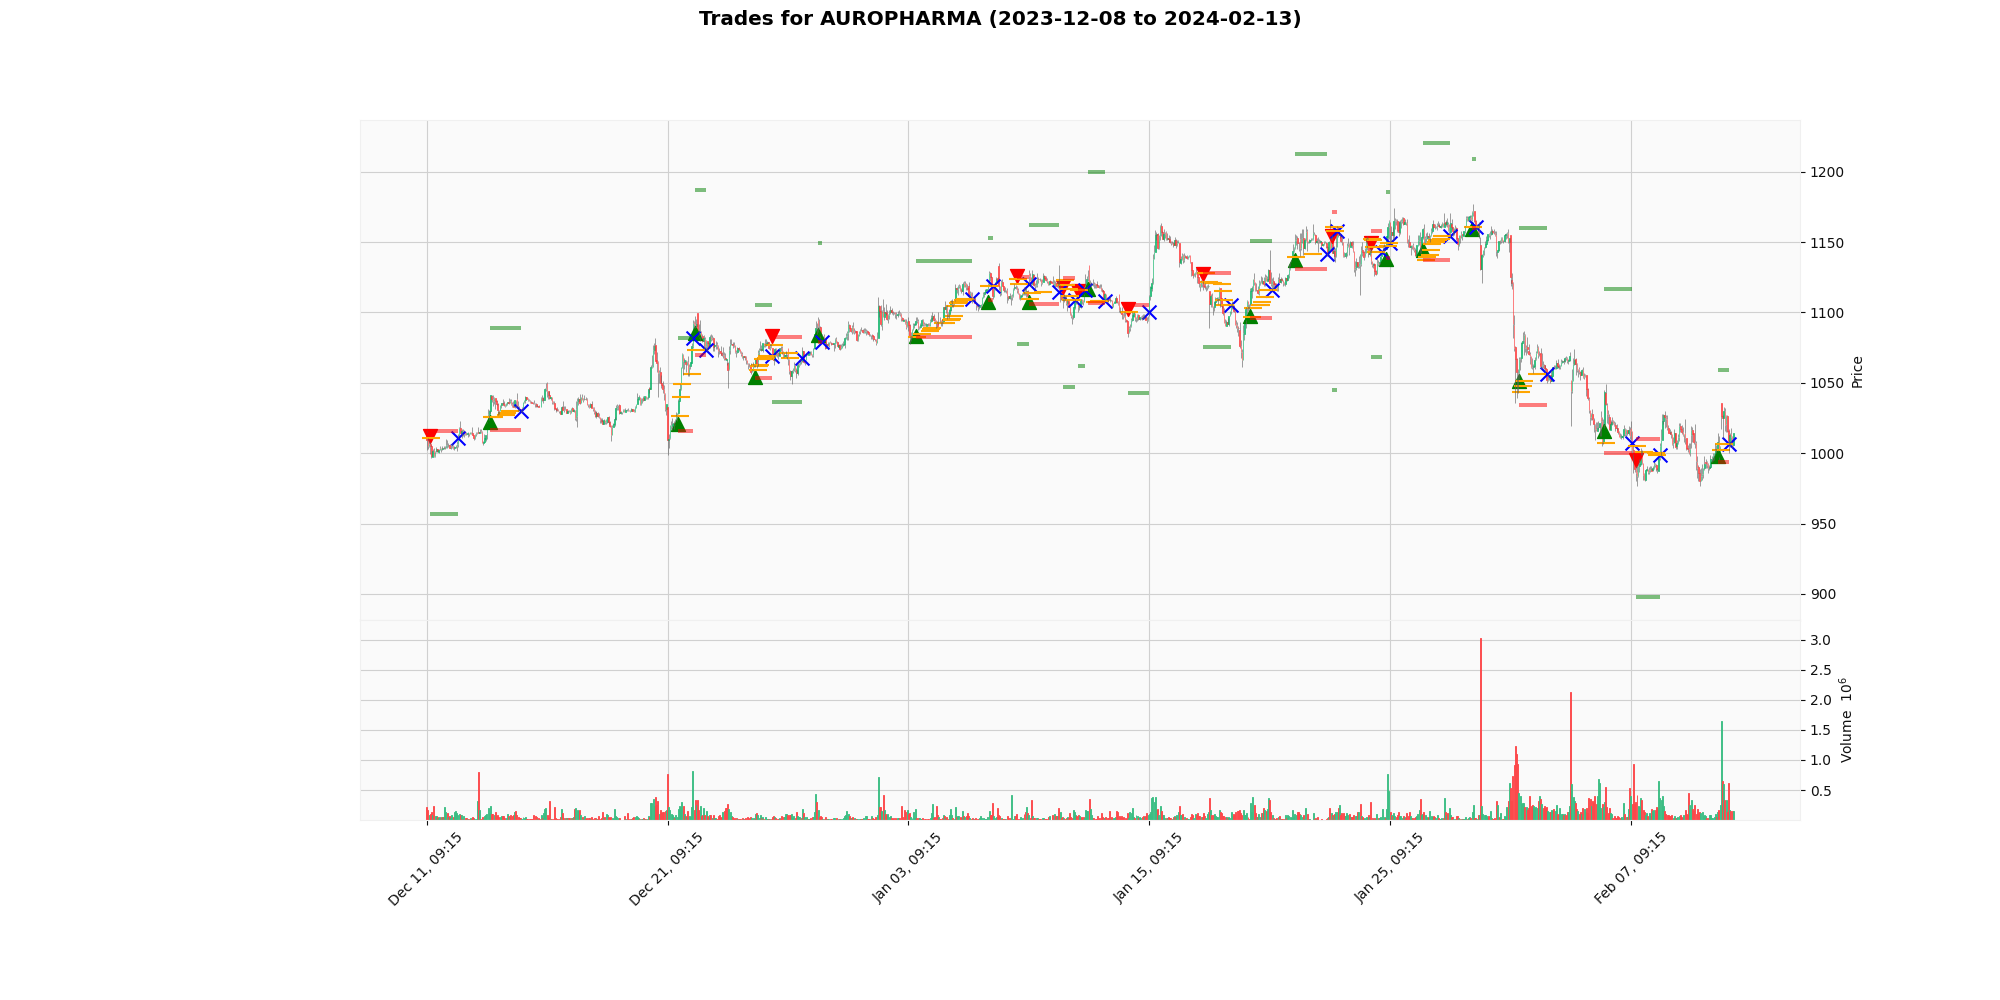 Trades for AUROPHARMA (2023-12-08 to 2024-02-13)
1200
1150
1100
1050
1000
950
900
Price
3.0
2.5
2.0
1.5
1.0
0.5
Volume 10⁶
Dec 11, 09:15
Dec 21, 09:15
Jan 03, 09:15
Jan 15, 09:15
Jan 25, 09:15
Feb 07, 09:15